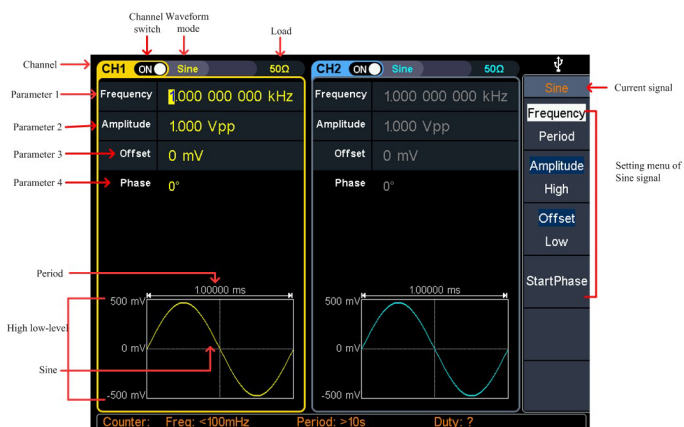 Channel Waveform
switch mode Load
Channel CH1 ON Sine 50Ω CH2 ON Sine 50Ω
Sine Current signal
Parameter 1 Frequency 1.000 000 000 kHz Frequency 1.000 000 000 kHz
Frequency
Parameter 2 Amplitude 1.000 Vpp Amplitude 1.000 Vpp
Period
Parameter 3 Offset 0 mV Offset 0 mV
Amplitude Setting menu of
Sine signal
Parameter 4 Phase 0° Phase 0°
High
Offset
Low
Period StartPhase
1.00000 ms 1.00000 ms
500 mV 500 mV
High low-level
0 mV 0 mV
Sine
-500 mV -500 mV
Counter: Freq: <100mHz Period: >10s Duty: ?